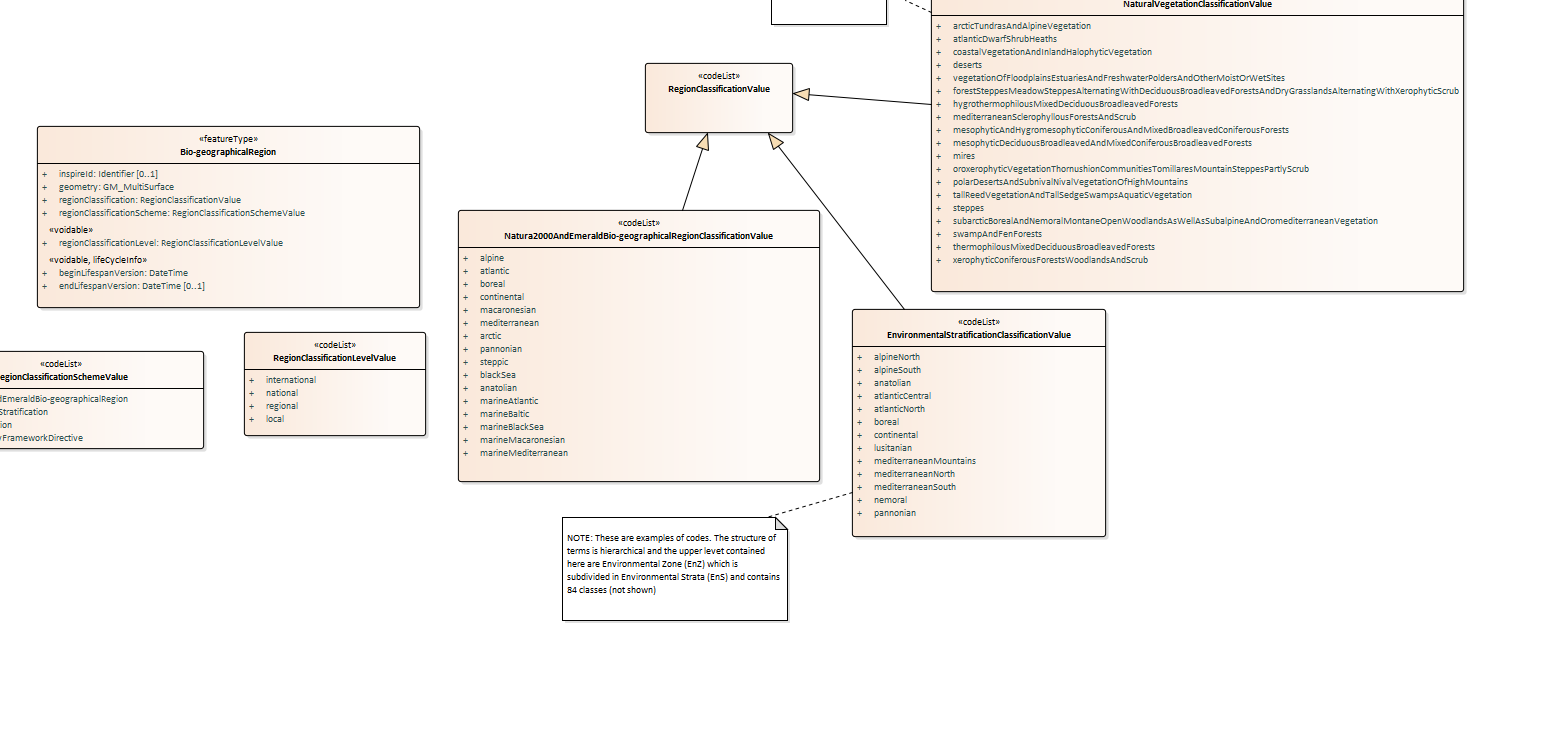 NaturalVegetationClassificationValue
+ arcticTundrasAndAlpineVegetation
+ atlanticDwarfShrubHeaths
+ coastalVegetationAndInlandHalophyticVegetation
+ deserts
+ vegetationOfFloodplainsEstuariesAndFreshwaterPoldersAndOtherMoistOrWetSites
+ forestSteppesMeadowSteppesAlternatingWithDeciduousBroadleavedForestsAndDryGrasslandsAlternatingWithXerophyticScrub
+ hygrothermophilousMixedDeciduousBroadleavedForests
+ mediterraneanSclerophyllousForestsAndScrub
+ mesophyticAndHygromesophyticConiferousAndMixedBroadleavedConiferousForests
+ mesophyticDeciduousBroadleavedAndMixedConiferousBroadleavedForests
+ mires
+ oroxerophyticVegetationThornushionCommunitiesTomillaresMountainSteppesPartlyScrub
+ polarDesertsAndSubnivalNivalVegetationOfHighMountains
+ tallReedVegetationAndTallSedgeSwampsAquaticVegetation
+ steppes
+ subarcticBorealAndNemoralMontaneOpenWoodlandsAsWellAsSubalpineAndOromediterraneanVegetation
+ swampAndFenForests
+ thermophilousMixedDeciduousBroadleavedForests
+ xerophyticConiferousForestsWoodlandsAndScrub
«codeList»
RegionClassificationValue
«featureType»
Bio-geographicalRegion
+ inspireId: Identifier [0..1]
+ geometry: GM_MultiSurface
+ regionClassification: RegionClassificationValue
+ regionClassificationScheme: RegionClassificationSchemeValue
«voidable»
+ regionClassificationLevel: RegionClassificationLevelValue
«voidable, lifeCycleInfo»
+ beginLifespanVersion: DateTime
+ endLifespanVersion: DateTime [0..1]
«codeList»
Natura2000AndEmeraldBio-geographicalRegionClassificationValue
+ alpine
+ atlantic
+ boreal
+ continental
+ macaronesian
+ mediterranean
+ arctic
+ pannonian
+ steppic
+ blackSea
+ anatolian
+ marineAtlantic
+ marineBaltic
+ marineBlackSea
+ marineMacaronesian
+ marineMediterranean
«codeList»
EnvironmentalStratificationClassificationValue
+ alpineNorth
+ alpineSouth
+ anatolian
+ atlanticCentral
+ atlanticNorth
+ boreal
+ continental
+ lusitanian
+ mediterraneanMountains
+ mediterraneanNorth
+ mediterraneanSouth
+ nemoral
+ pannonian
«codeList»
RegionClassificationLevelValue
+ international
+ national
+ regional
+ local
«codeList»
egionClassificationSchemeValue
dEmeraldBio-geographicalRegion
Stratification
ion
yFrameworkDirective
NOTE: These are examples of codes. The structure of
terms is hierarchical and the upper levet contained
here are Environmental Zone (EnZ) which is
subdivided in Environmental Strata (EnS) and contains
84 classes (not shown)